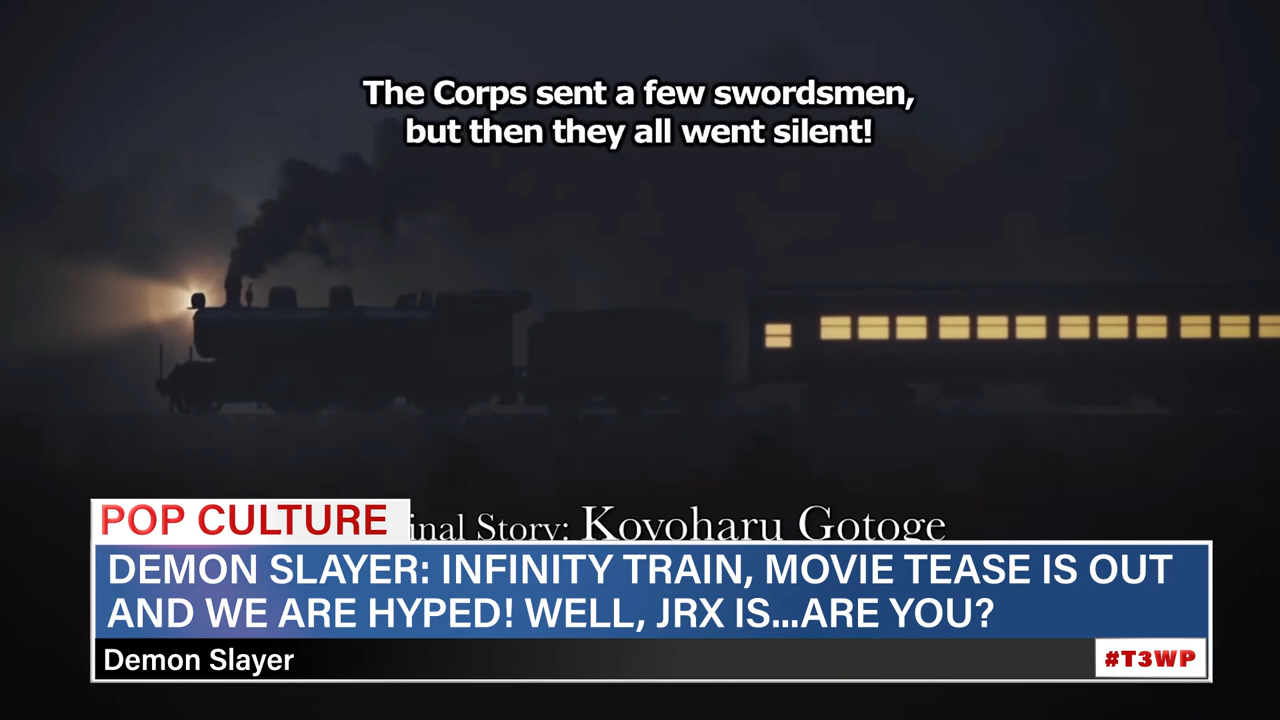 The Corps sent a few swordsmen,
but then they all went silent!
inal Story: Koyoharu Gotoge
POP CULTURE
DEMON SLAYER: INFINITY TRAIN, MOVIE TEASE IS OUT
AND WE ARE HYPED! WELL, JRX IS...ARE YOU?
Demon Slayer
#T3WP